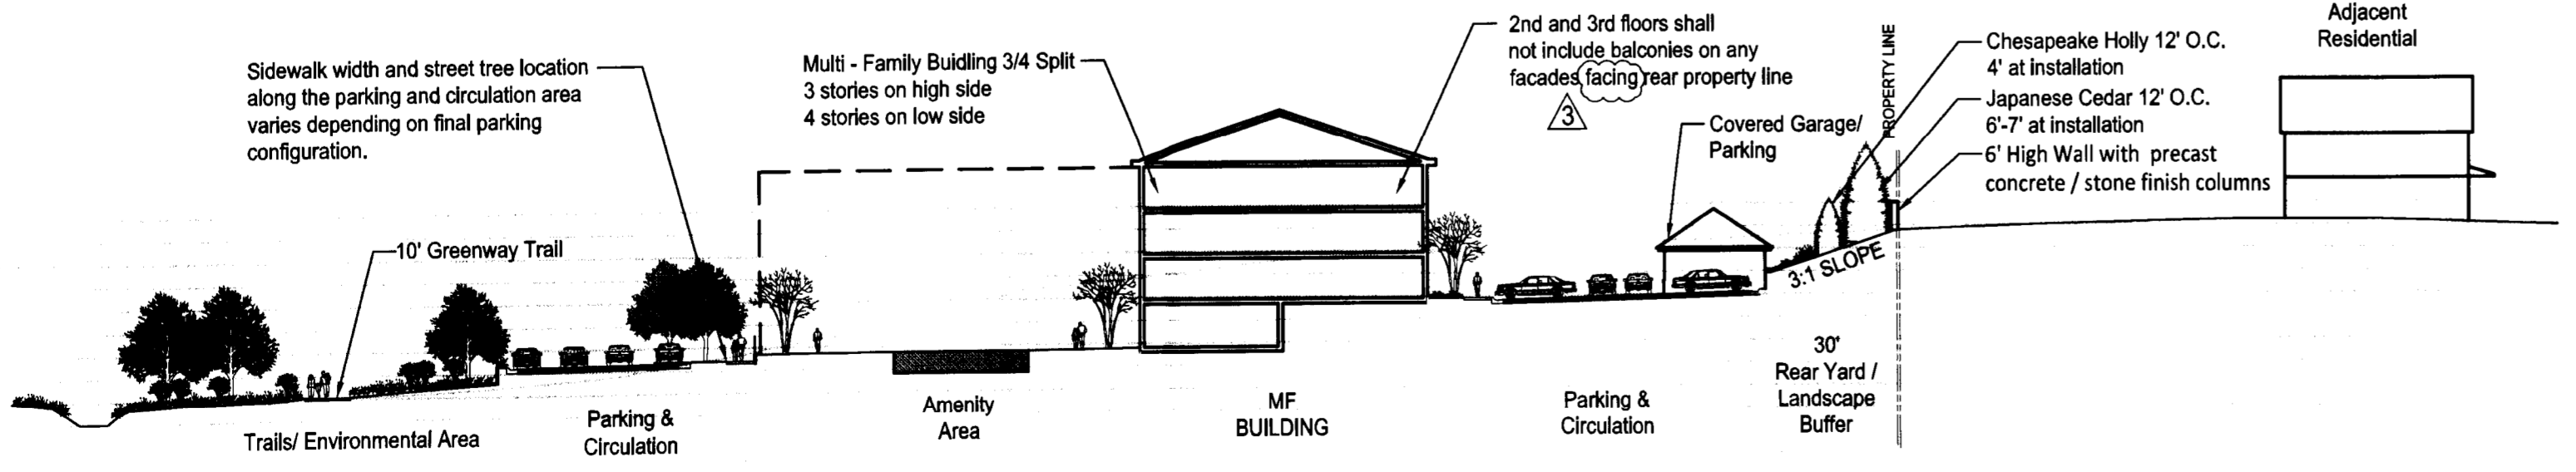 Sidewalk width and street tree location
along the parking and circulation area
varies depending on final parking
configuration.
10' Greenway Trail
Multi - Family Buidling 3/4 Split
3 stories on high side
4 stories on low side
2nd and 3rd floors shall
not include balconies on any
facades facing rear property line
3
Covered Garage/
Parking
PROPERTY LINE
Chesapeake Holly 12' O.C.
4' at installation
Japanese Cedar 12' O.C.
6'-7' at installation
6' High Wall with precast
concrete / stone finish columns
Adjacent
Residential
3:1 SLOPE
Trails/ Environmental Area
Parking &
Circulation
Amenity
Area
MF
BUILDING
Parking &
Circulation
30'
Rear Yard /
Landscape
Buffer